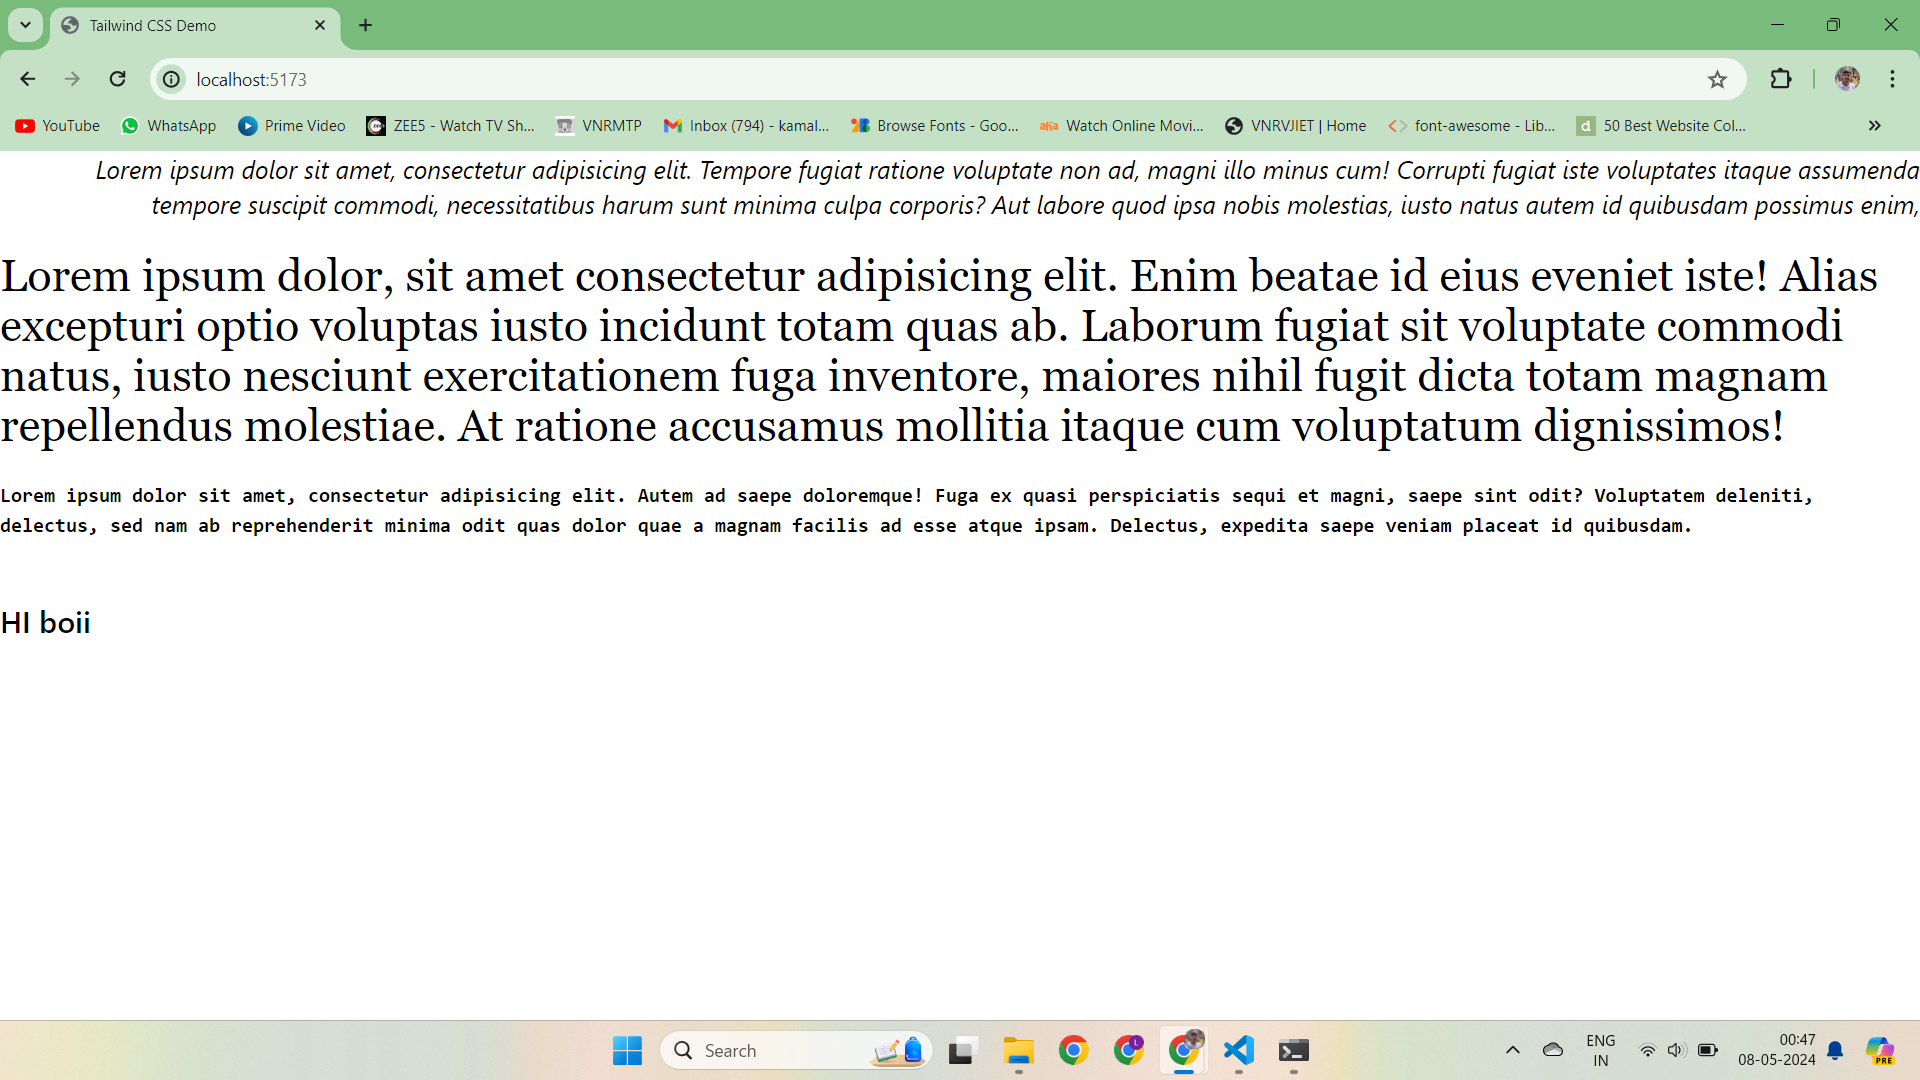 Tailwind CSS Demo
localhost:5173
YouTube WhatsApp Prime Video ZEE5 - Watch TV Sh... VNRMTP Inbox (794) - kamal... Browse Fonts - Goo... aha Watch Online Movi... VNRVJIET | Home font-awesome - Lib... d 50 Best Website Col...
Lorem ipsum dolor sit amet, consectetur adipisicing elit. Tempore fugiat ratione voluptate non ad, magni illo minus cum! Corrupti fugiat iste voluptates itaque assumenda
tempore suscipit commodi, necessitatibus harum sunt minima culpa corporis? Aut labore quod ipsa nobis molestias, iusto natus autem id quibusdam possimus enim,
Lorem ipsum dolor, sit amet consectetur adipisicing elit. Enim beatae id eius eveniet iste! Alias
excepturi optio voluptas iusto incidunt totam quas ab. Laborum fugiat sit voluptate commodi
natus, iusto nesciunt exercitationem fuga inventore, maiores nihil fugit dicta totam magnam
repellendus molestiae. At ratione accusamus mollitia itaque cum voluptatum dignissimos!
Lorem ipsum dolor sit amet, consectetur adipisicing elit. Autem ad saepe doloremque! Fuga ex quasi perspiciatis sequi et magni, saepe sint odit? Voluptatem deleniti,
delectus, sed nam ab reprehenderit minima odit quas dolor quae a magnam facilis ad esse atque ipsam. Delectus, expedita saepe veniam placeat id quibusdam.
HI boii
Search
L
ENG
IN
00:47
08-05-2024
PRE